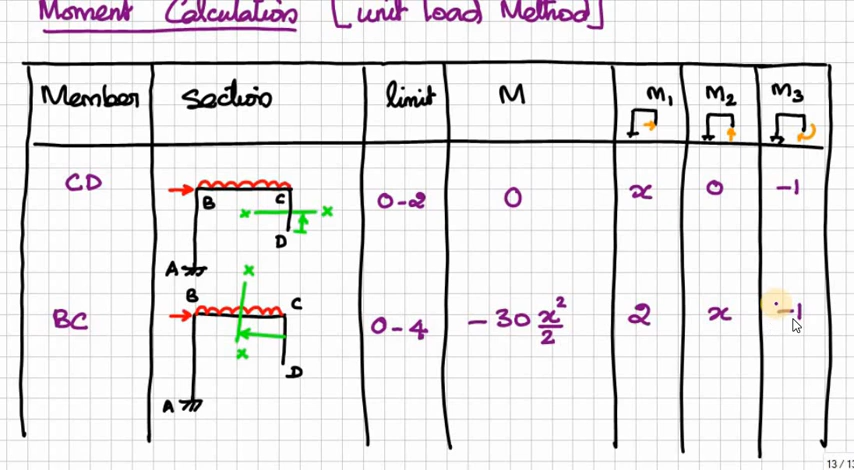 Moment Calculation [unit load Method]
Member Section limit M M₁ M₂ M₃
CD 0-2 0 x 0 -1
B C
x x
D
A
x
B C
BC 0-4 -30 x²/2 2 x -1
x
D
A
13 / 17